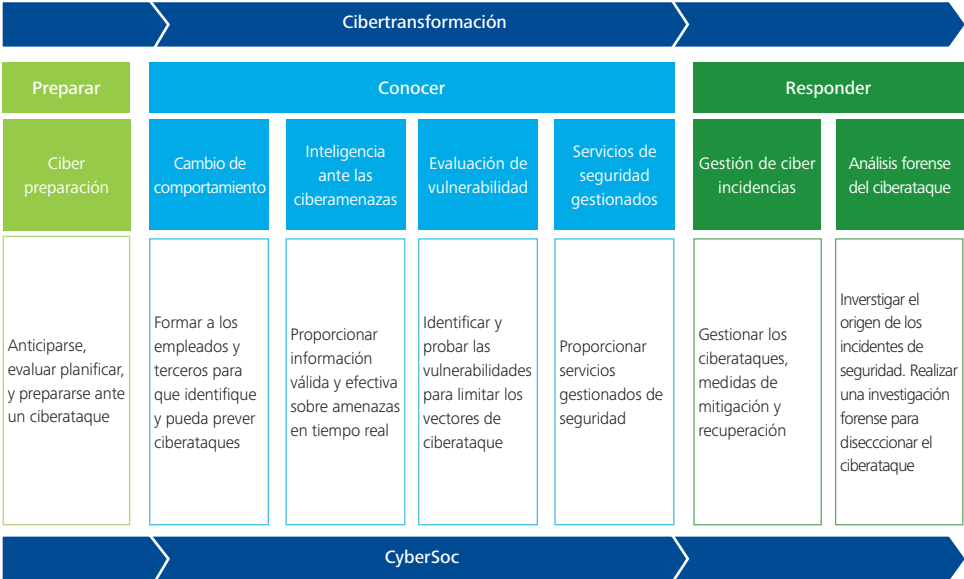 Cibertransformación
Preparar
Conocer
Responder
Ciber
preparación
Cambio de
comportamiento
Inteligencia
ante las
ciberamenazas
Evaluación de
vulnerabilidad
Servicios de
seguridad
gestionados
Gestión de ciber
incidencias
Análisis forense
del ciberataque
Anticiparse,
evaluar planificar,
y prepararse ante
un ciberataque
Formar a los
empleados y
terceros para
que identifique
y pueda prever
ciberataques
Proporcionar
información
válida y efectiva
sobre amenazas
en tiempo real
Identificar y
probar las
vulnerabilidades
para limitar los
vectores de
ciberataque
Proporcionar
servicios
gestionados de
seguridad
Gestionar los
ciberataques,
medidas de
mitigación y
recuperación
Inverstigar el
origen de los
incidentes de
seguridad. Realizar
una investigación
forense para
disecccionar el
ciberataque
CyberSoc